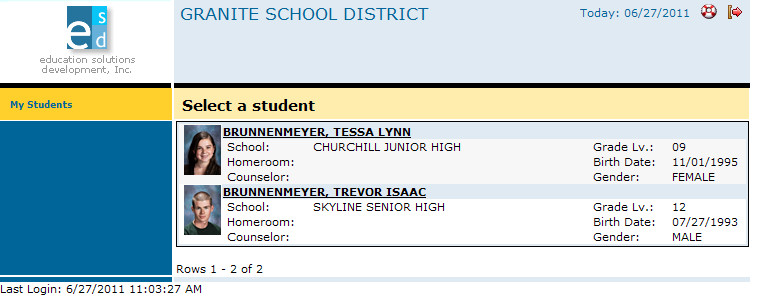 e s d
education solutions
development, Inc.
GRANITE SCHOOL DISTRICT
Today: 06/27/2011
My Students
Select a student
BRUNNENMEYER, TESSA LYNN
School: CHURCHILL JUNIOR HIGH Grade Lv.: 09
Homeroom: Birth Date: 11/01/1995
Counselor: Gender: FEMALE
BRUNNENMEYER, TREVOR ISAAC
School: SKYLINE SENIOR HIGH Grade Lv.: 12
Homeroom: Birth Date: 07/27/1993
Counselor: Gender: MALE
Rows 1 - 2 of 2
Last Login: 6/27/2011 11:03:27 AM